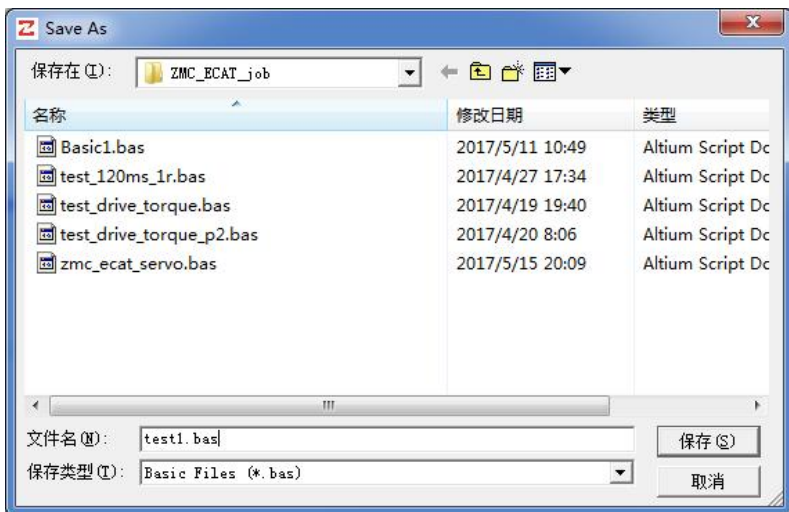 Save As
保存在(I):
ZMC_ECAT_job
名称 修改日期 类型
Basic1.bas 2017/5/11 10:49 Altium Script Dc
test_120ms_1r.bas 2017/4/27 17:34 Altium Script Dc
test_drive_torque.bas 2017/4/19 19:40 Altium Script Dc
test_drive_torque_p2.bas 2017/4/20 8:06 Altium Script Dc
zmc_ecat_servo.bas 2017/5/15 20:09 Altium Script Dc
文件名(N): test1.bas 保存(S)
保存类型(T): Basic Files (*.bas) 取消